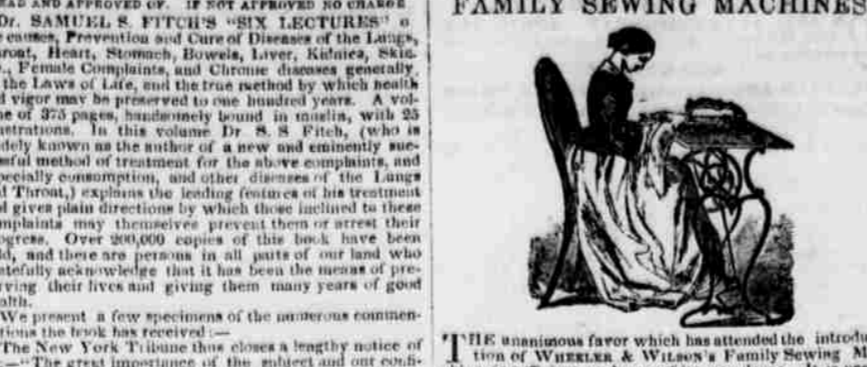 READ AND APPROVED OF. IF NOT APPROVED NO CHARGE
Dr. SAMUEL S. FITCH'S "SIX LECTURES" o
causes, Prevention and Cure of Diseases of the Lungs,
roat, Heart, Stomach, Bowels, Liver, Kidnies, Skin,
Female Complaints, and Chronic diseases generally
the Laws of Life, and the true method by which health
d vigor may be preserved to one hundred years. A vol-
me of 375 pages, handsomely bound in muslin, with 25
ustrations. In this volume Dr. S. S. Fitch, (who is
idely known as the author of a new and eminently suc-
ssful method of treatment for the above complaints, and
pecially consumption, and other diseases of the Lungs
d Throat,) explains the leading features of his treatment
d gives plain directions by which those inclined to these
mplaints may themselves prevent them or arrest their
ogress. Over 200,000 copies of this book have been
ld, and there are persons in all parts of our land who
atefully acknowledge that it has been the means of pre-
rving their lives and giving them many years of good
alth.
We present a few specimens of the numerous commen-
tions the book has received :—
The New York Tribune thus closes a lengthy notice of
:—"The great importance of the subject and our confi-
FAMILY SEWING MACHINES
THE unanimous favor which has attended the introdu
tion of WHEELER & WILSON'S Family Sewing M